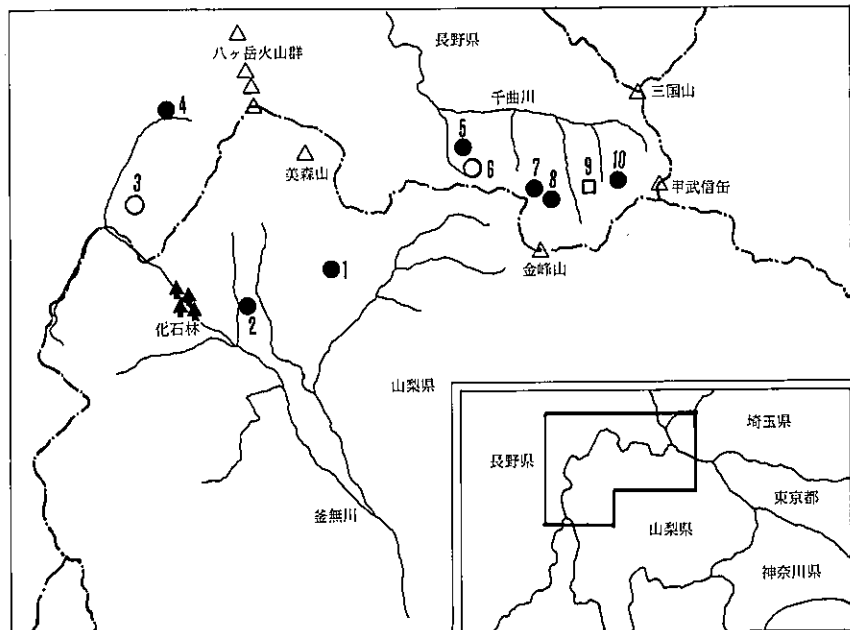 八ヶ岳火山群
長野県
三国山
千曲川
4
5
6
7
8
9
10
美森山
甲武信岳
3
金峰山
1
化石林
2
山梨県
釜無川
長野県
埼玉県
東京都
山梨県
神奈川県